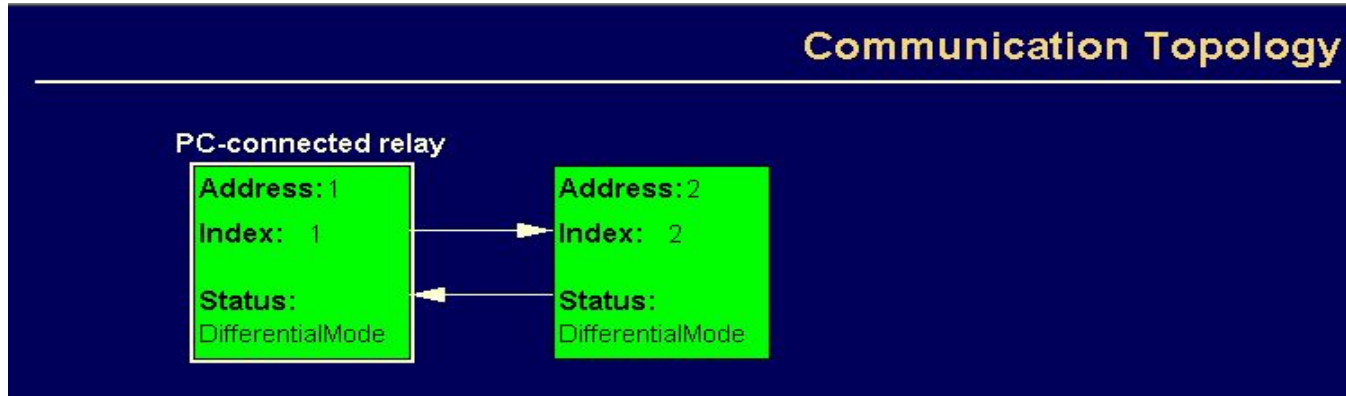 Communication Topology
PC-connected relay
Address:1
Index: 1
Status:
DifferentialMode
Address:2
Index: 2
Status:
DifferentialMode